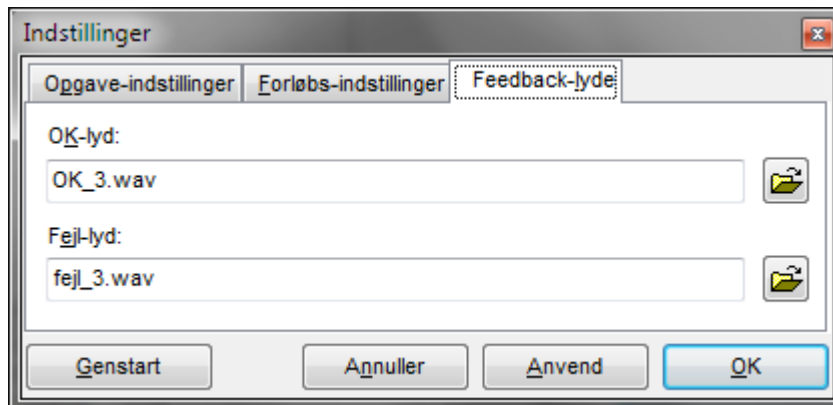 Indstillinger
Opgave-indstillinger Forløbs-indstillinger Feedback-lyde
OK-lyd:
OK_3.wav
Fejl-lyd:
fejl_3.wav
Genstart Annuller Anvend OK